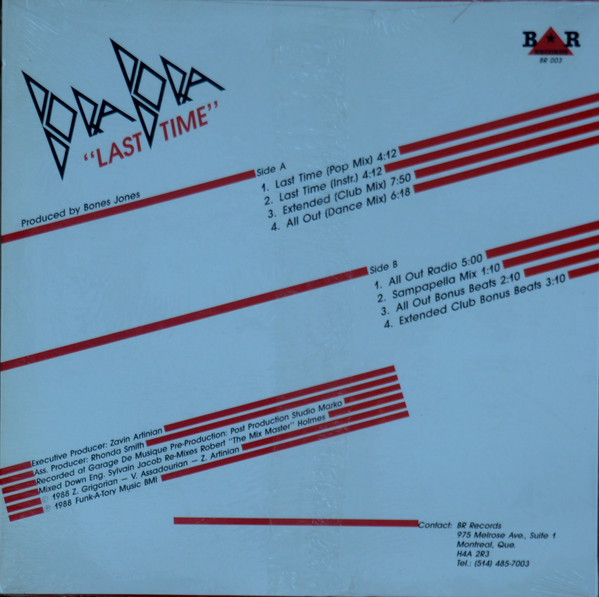 BORA BORA
"LAST TIME"
B★R
BR 003
Produced by Bones Jones
Side A
1. Last Time (Pop Mix) 4:12
2. Last Time (Instr.) 4:12
3. Extended (Club Mix) 7:50
4. All Out (Dance Mix) 6:18
Side B
1. All Out Radio 5:00
2. Sampapella Mix 1:10
3. All Out Bonus Beats 2:10
4. Extended Club Bonus Beats 3:10
Executive Producer: Zavin Artinian
Ass. Producer: Rhonda Smith
Recorded at Garage De Musique Pre-Production: Post Production Studio Marko
Mixed Down Eng. Sylvain Jacob Re-Mixes Robert "The Mix Master" Holmes
© 1988 Z. Grigorian — V. Assadourian — Z. Artinian
℗ 1988 Funk-A-Tory Music BMI
Contact: BR Records
975 Melrose Ave., Suite 1
Montreal, Que.
H4A 2R3
Tel.: (514) 485-7003